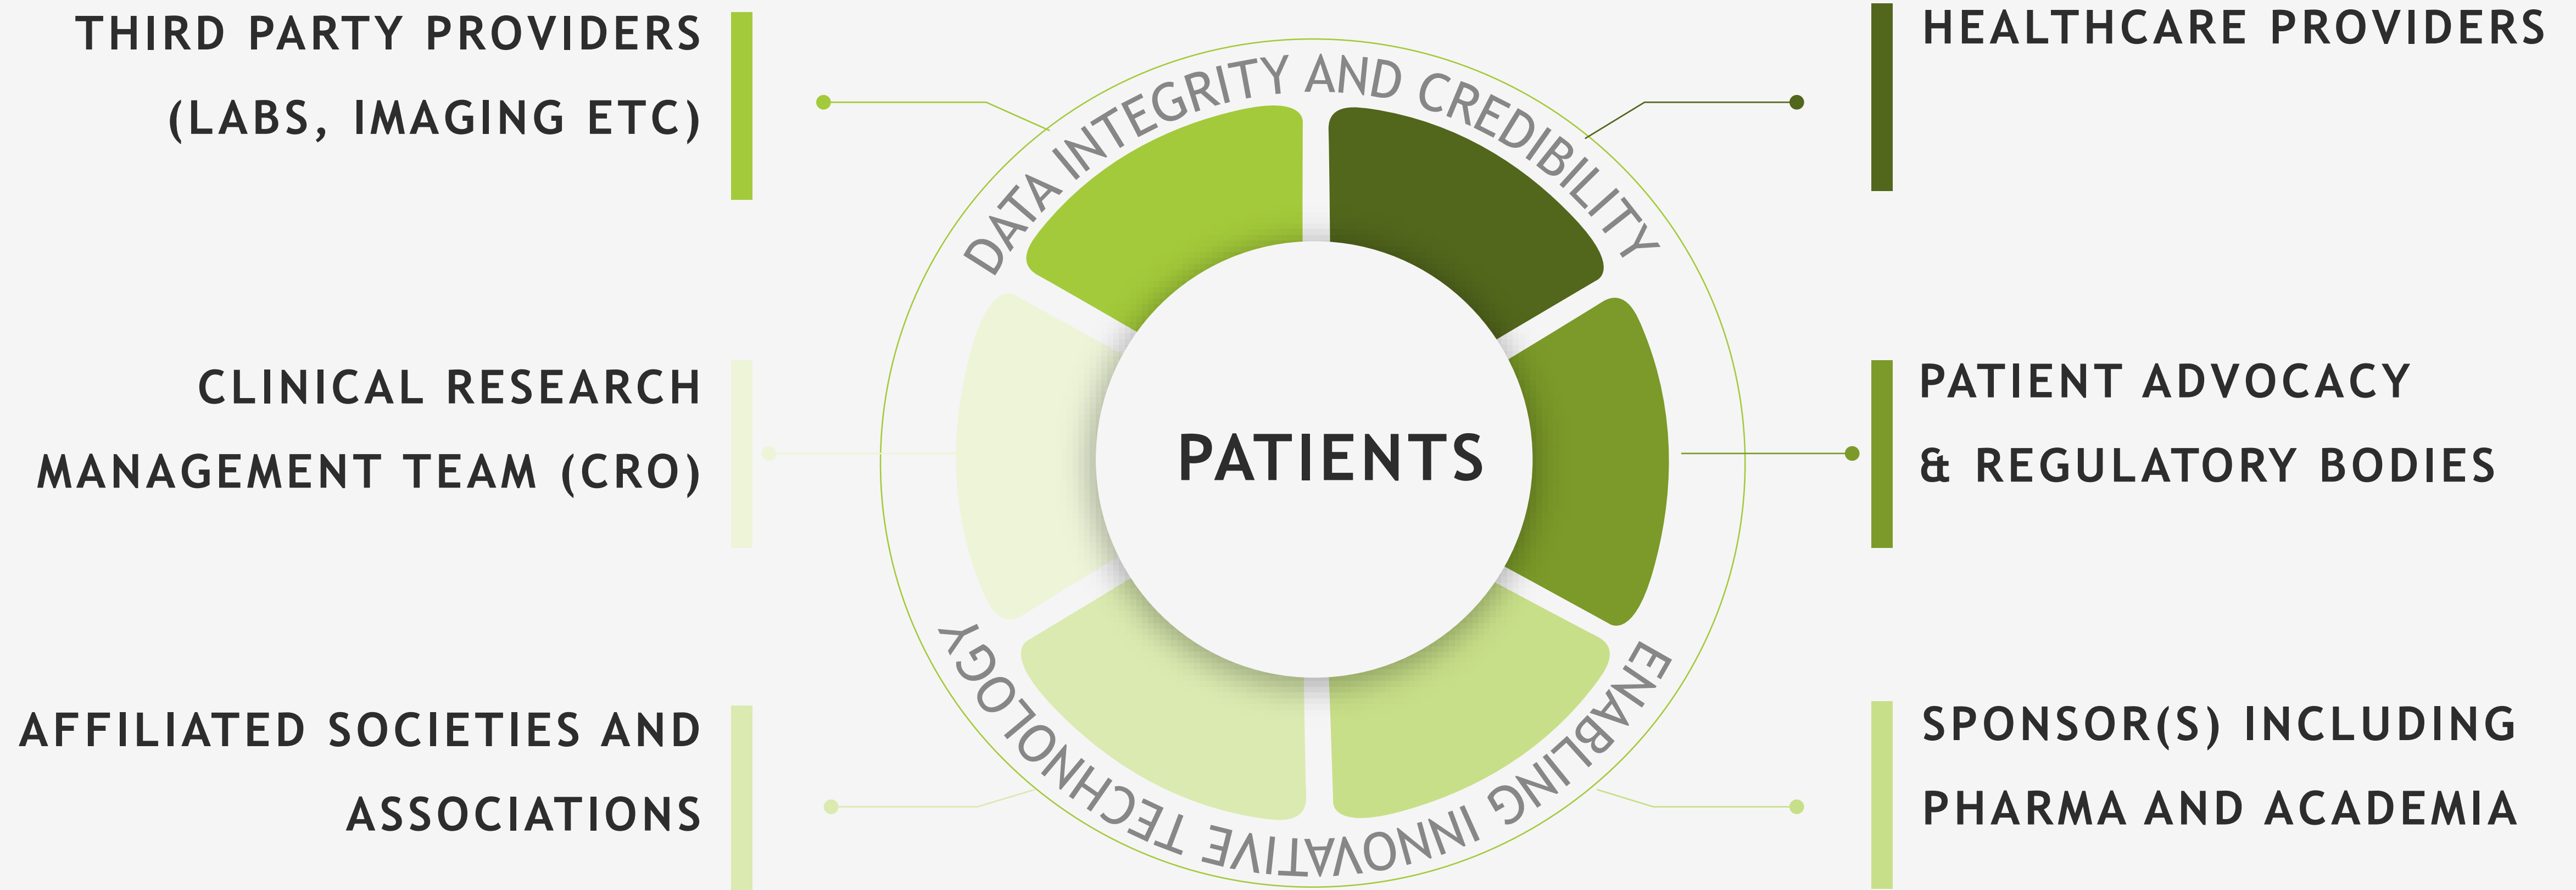 THIRD PARTY PROVIDERS
(LABS, IMAGING ETC)
HEALTHCARE PROVIDERS
DATA INTEGRITY AND CREDIBILITY
CLINICAL RESEARCH
MANAGEMENT TEAM (CRO)
PATIENTS
PATIENT ADVOCACY
& REGULATORY BODIES
AFFILIATED SOCIETIES AND
ASSOCIATIONS
ENABLING INNOVATIVE TECHNOLOGY
SPONSOR(S) INCLUDING
PHARMA AND ACADEMIA